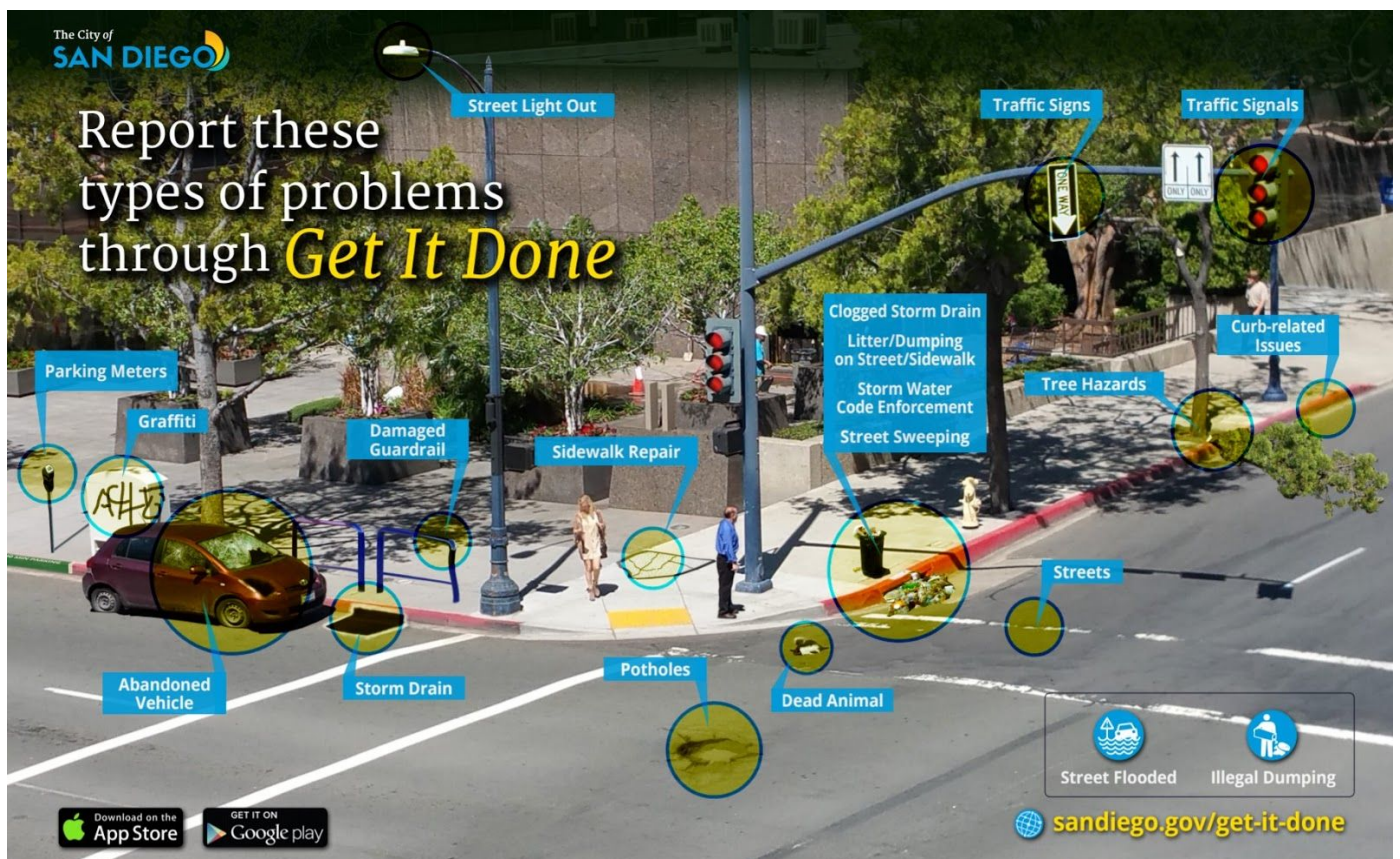 The City of
SAN DIEGO
Report these
types of problems
through Get It Done
Street Light Out
Traffic Signs
Traffic Signals
ONE WAY
ONLY ONLY
Parking Meters
Graffiti
Damaged
Guardrail
Sidewalk Repair
Clogged Storm Drain
Litter/Dumping
on Street/Sidewalk
Storm Water
Code Enforcement
Street Sweeping
Tree Hazards
Curb-related
Issues
Abandoned
Vehicle
Storm Drain
Potholes
Dead Animal
Streets
Street Flooded
Illegal Dumping
Download on the
App Store
GET IT ON
Google play
sandiego.gov/get-it-done